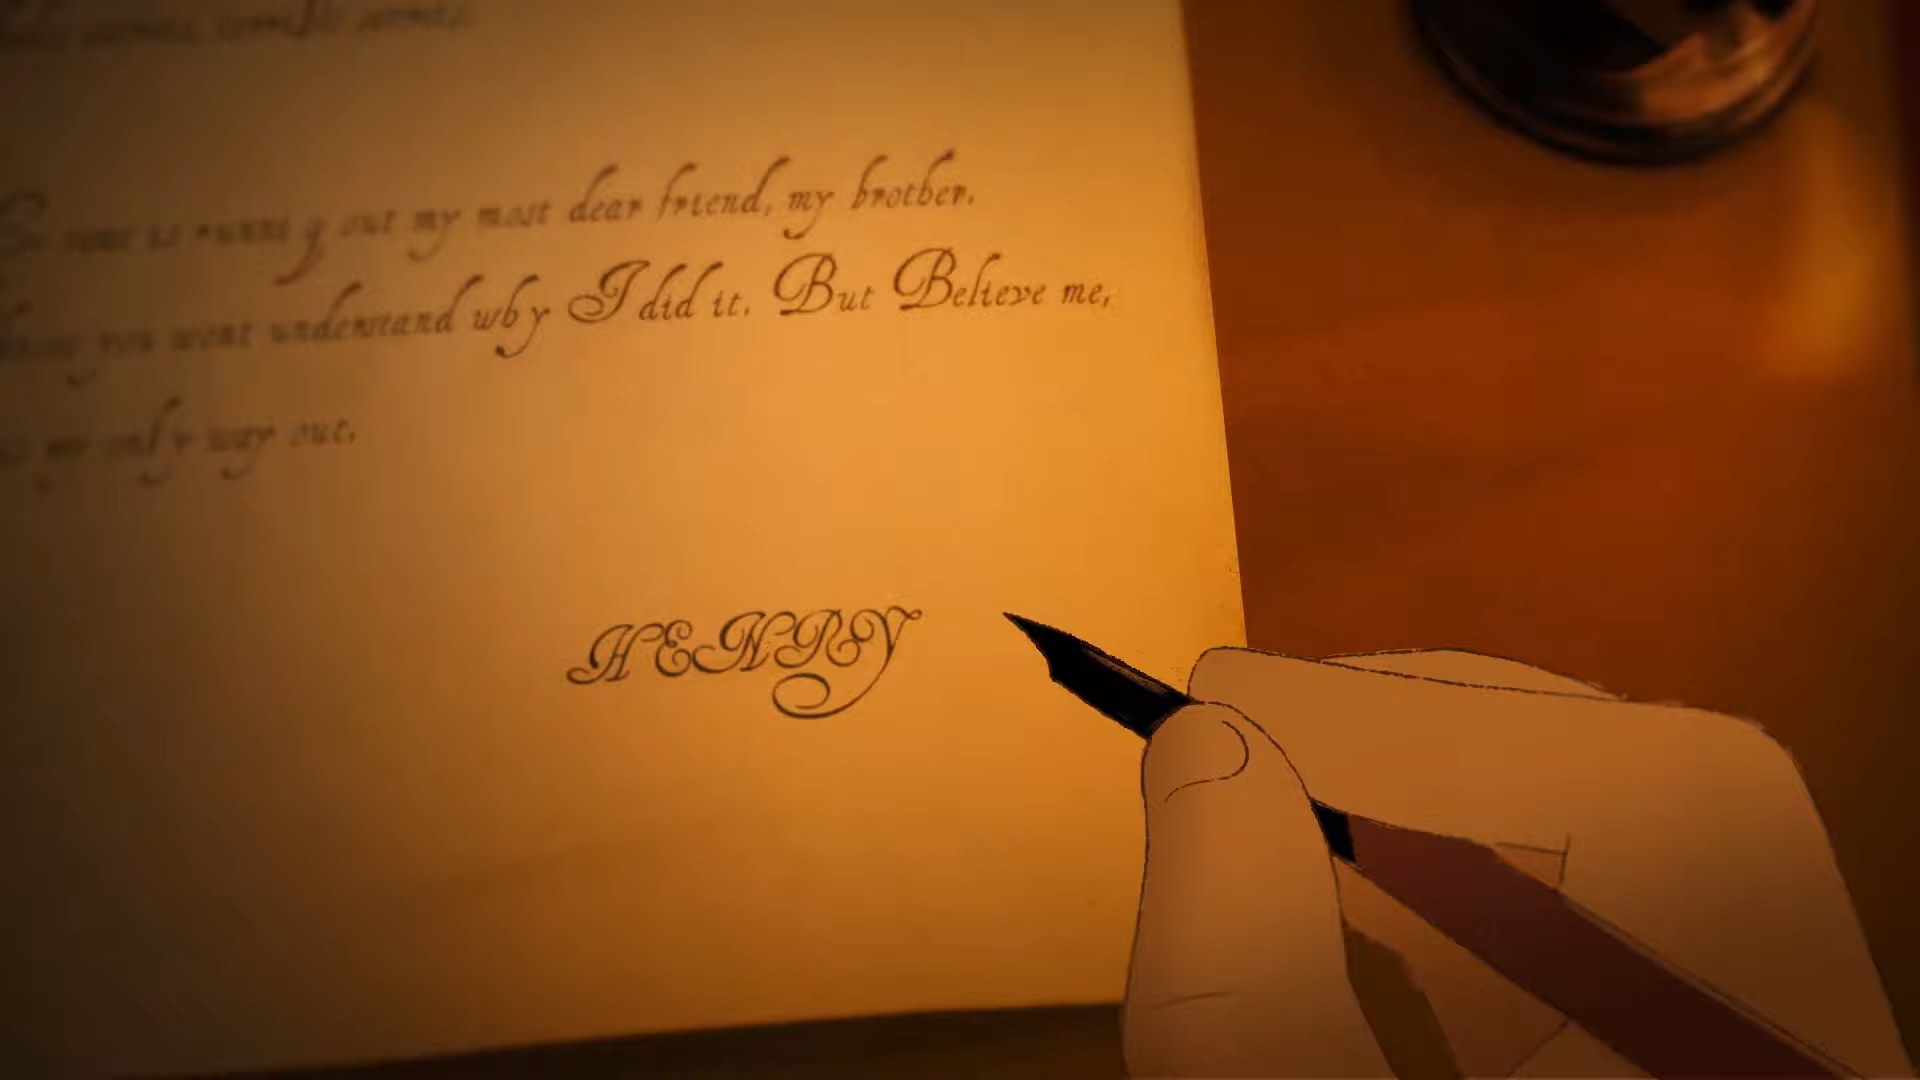 my most dear friend, my brother.
you wont understand why I did it. But Believe me,
my only way out.
HENRY